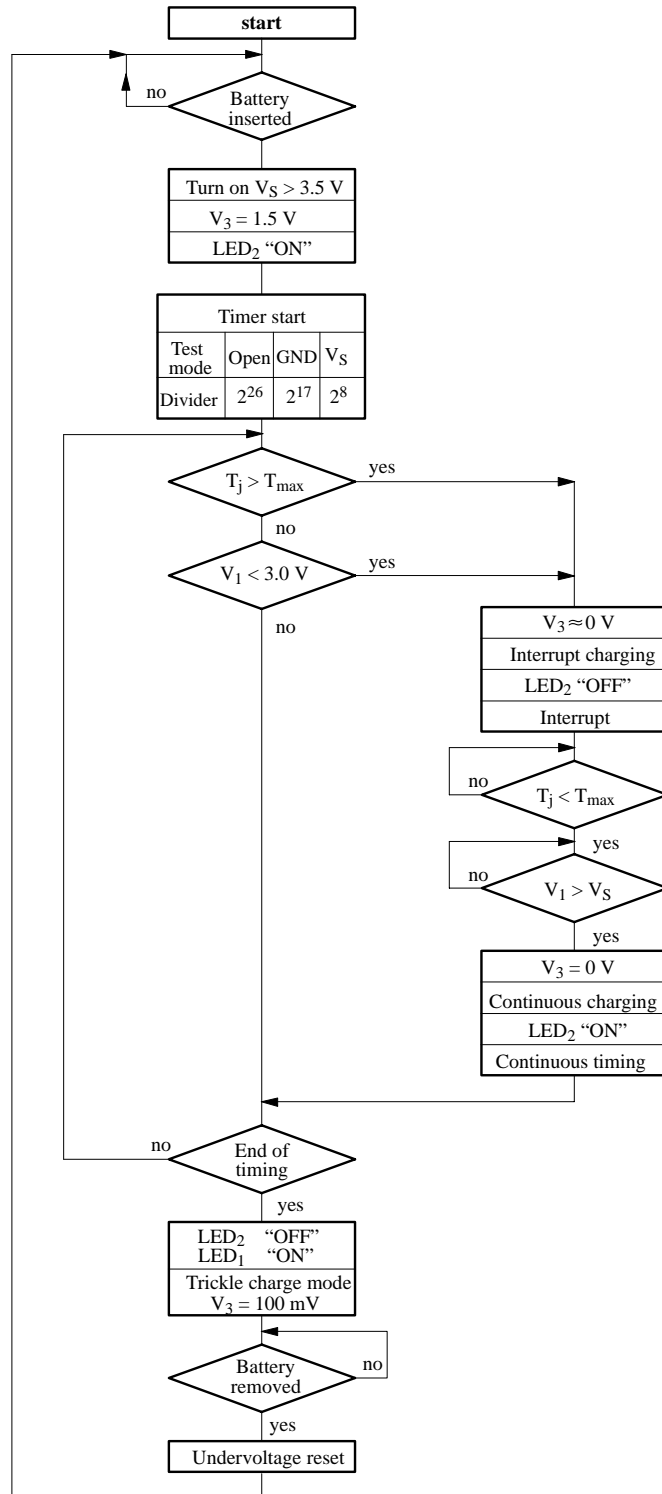 start
no
Battery
inserted
Turn on V_S > 3.5 V
V_3 = 1.5 V
LED_2 “ON”
Timer start
Test mode Open GND V_S
Divider 2^26 2^17 2^8
T_j > T_max
yes
no
V_1 < 3.0 V
yes
no
V_3 ≈ 0 V
Interrupt charging
LED_2 “OFF”
Interrupt
no
T_j < T_max
yes
no
V_1 > V_S
yes
V_3 = 0 V
Continuous charging
LED_2 “ON”
Continuous timing
no
End of
timing
yes
LED_2 “OFF”
LED_1 “ON”
Trickle charge mode
V_3 = 100 mV
Battery
removed
no
yes
Undervoltage reset